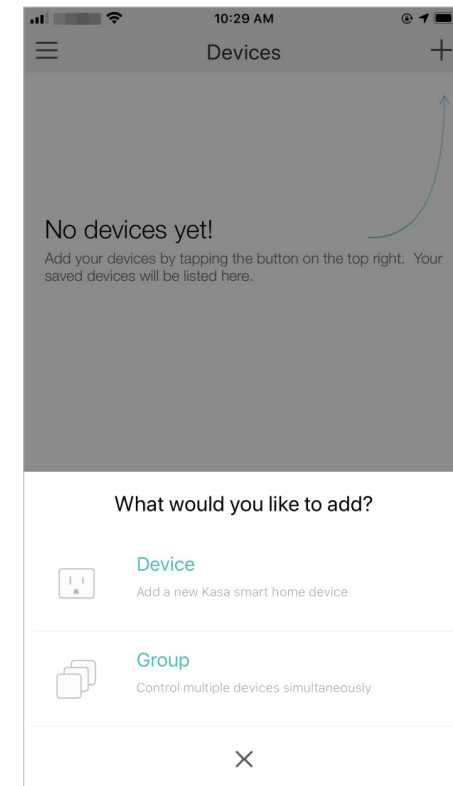 10:29 AM
Devices
No devices yet!
Add your devices by tapping the button on the top right.  Your
saved devices will be listed here.
What would you like to add?
Device
Add a new Kasa smart home device
Group
Control multiple devices simultaneously